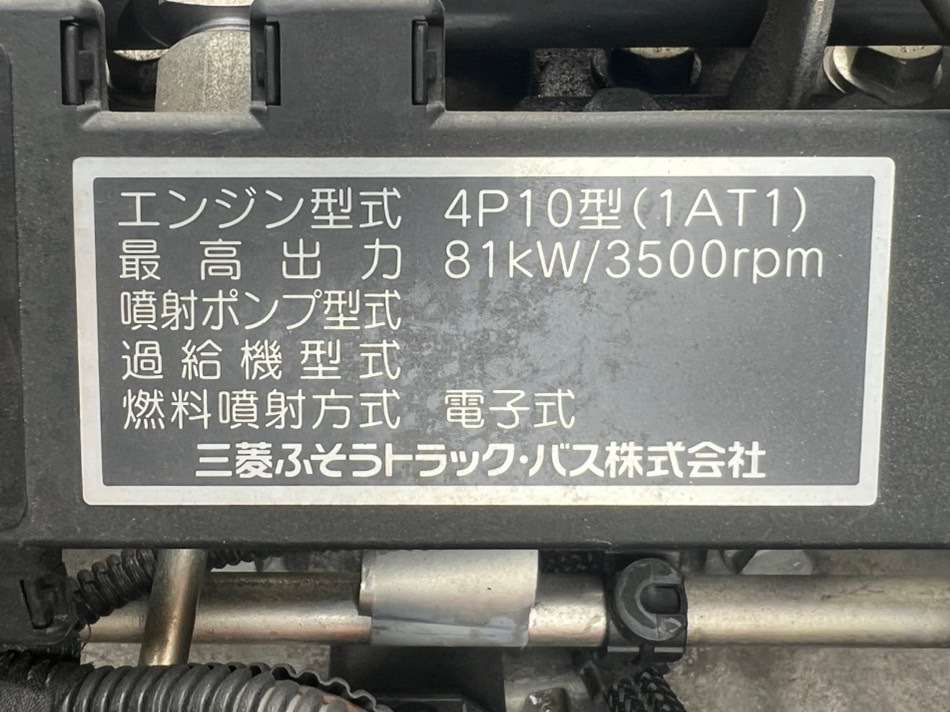 エンジン型式 4P10型(1AT1)
最高出力 81kW/3500rpm
噴射ポンプ型式
過給機型式
燃料噴射方式 電子式
三菱ふそうトラック・バス株式会社